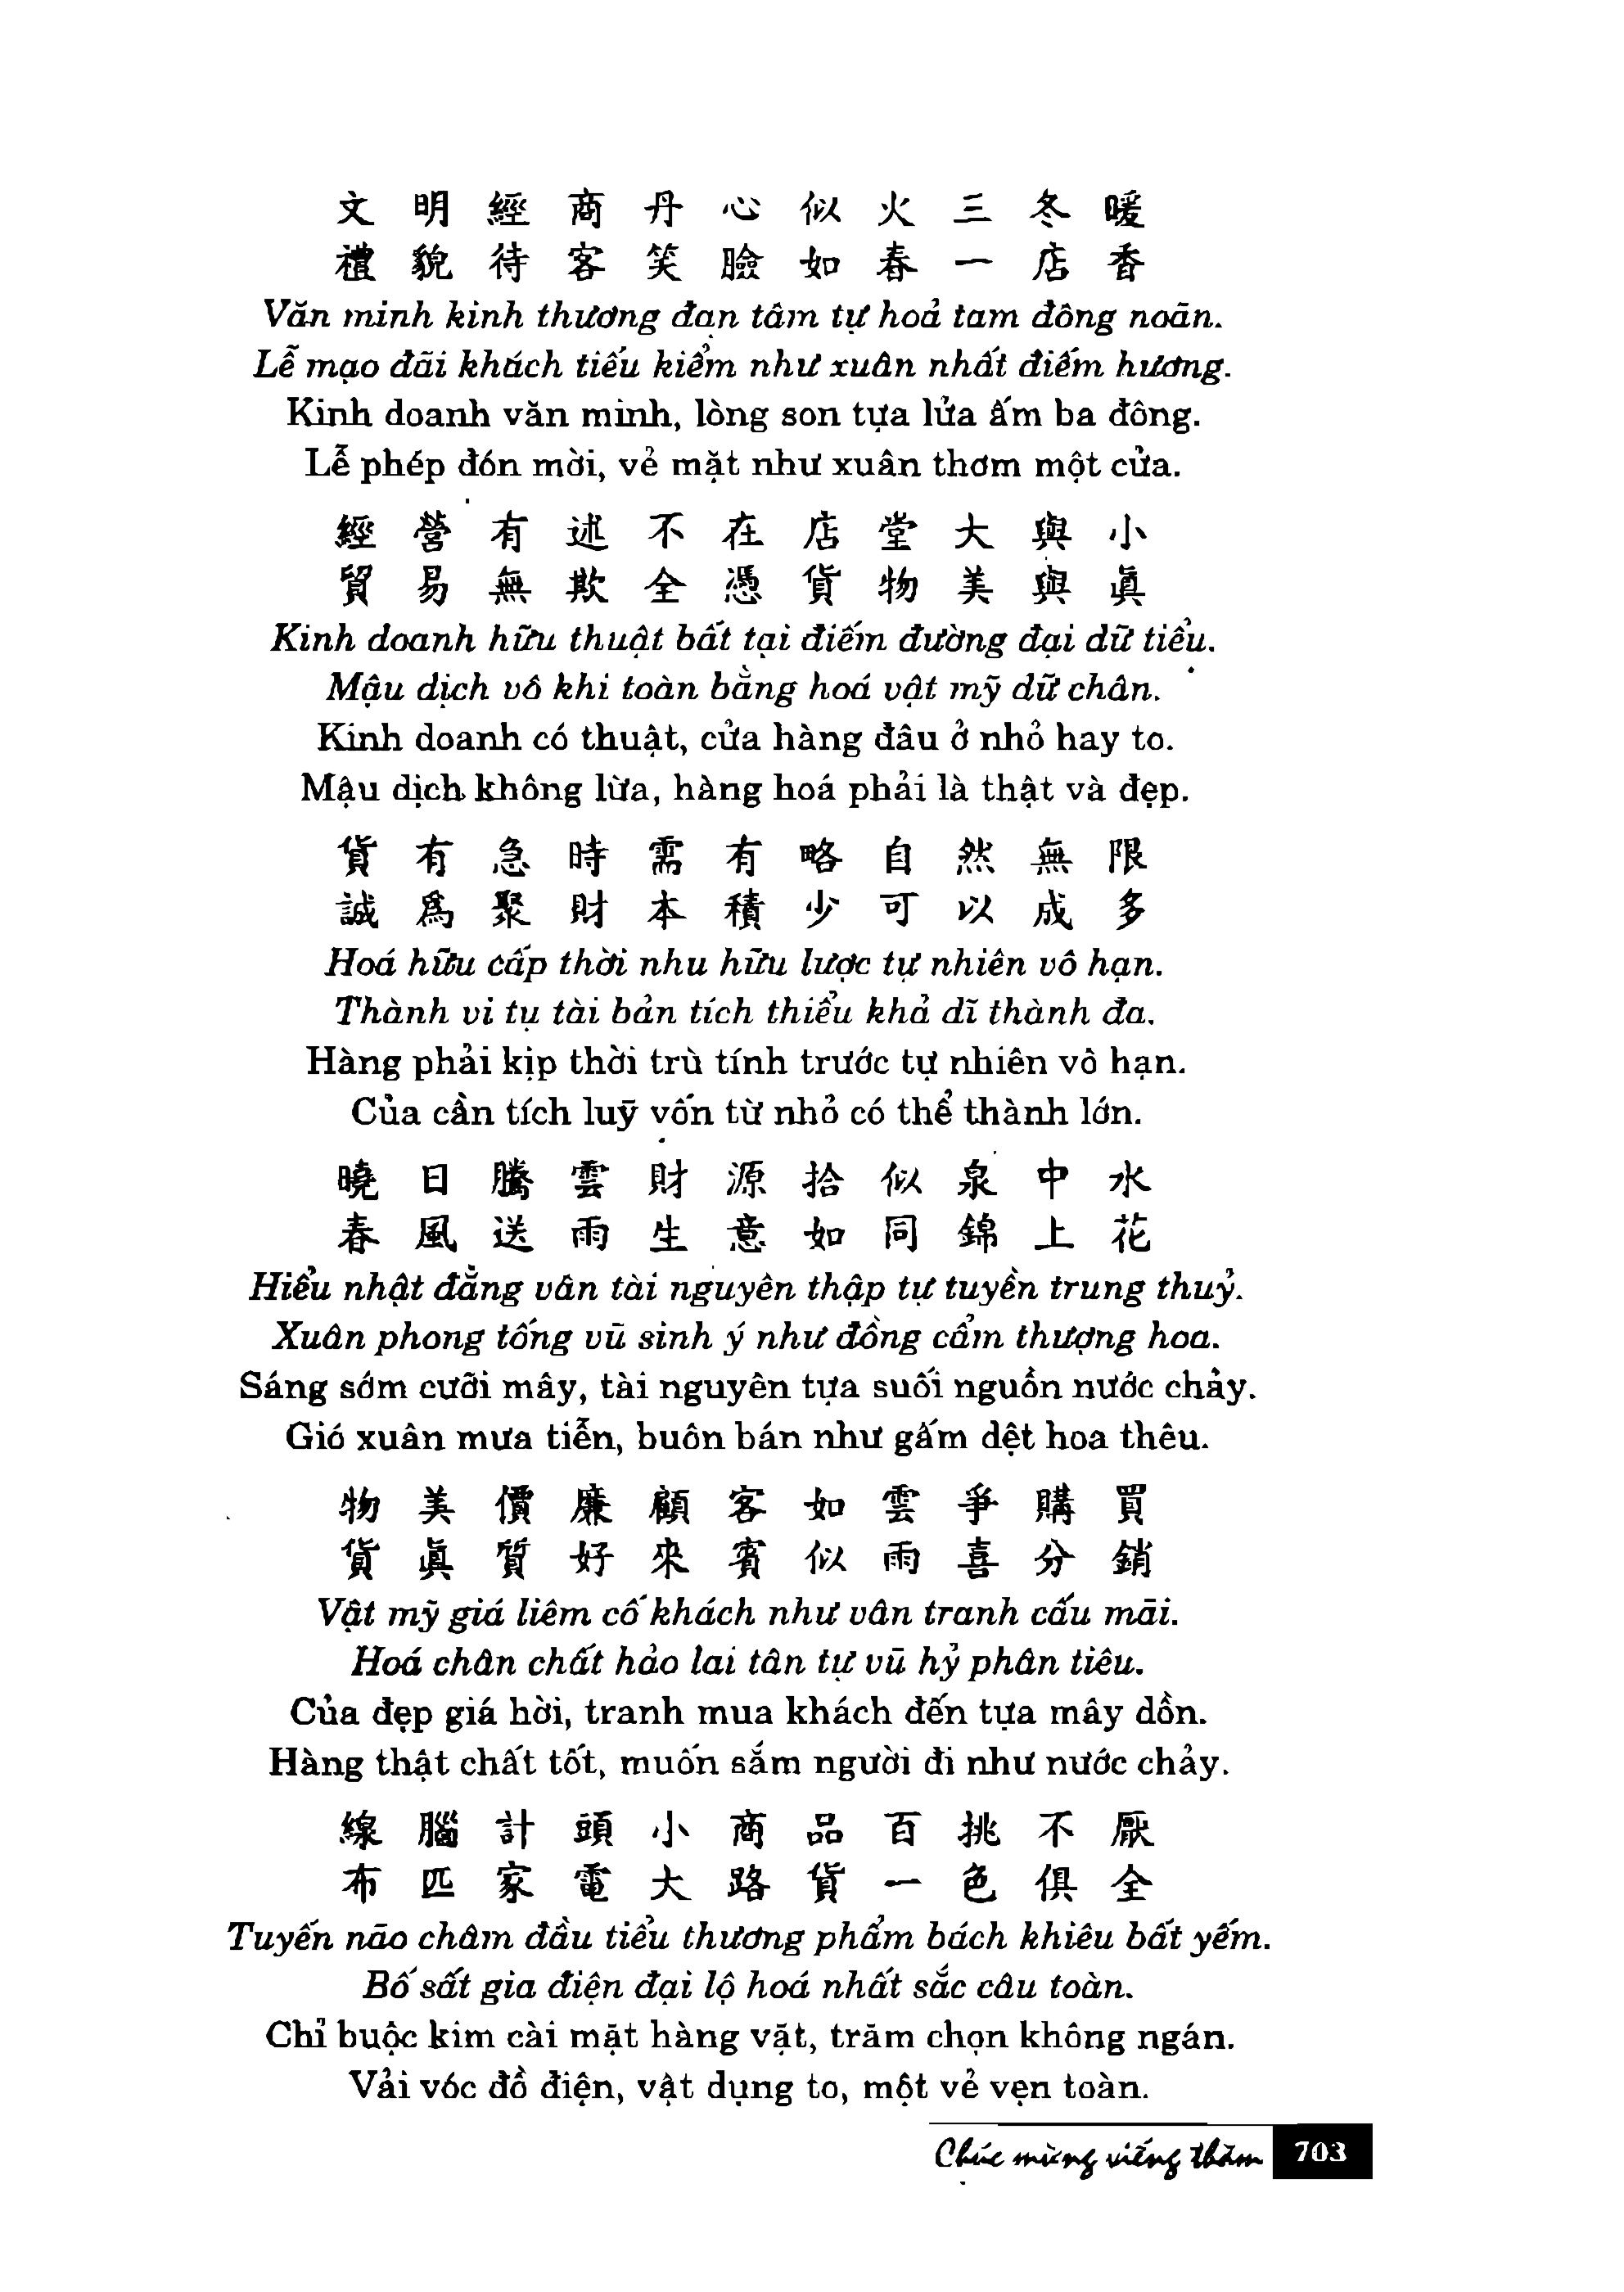 文明經商丹心似火三冬暖
禮貌待客笑臉如春一店香
Văn minh kinh thương đan tâm tự hoả tam đông noãn.
Lễ mạo đãi khách tiếu kiểm như xuân nhất điếm hương.
Kinh doanh văn minh, lòng son tựa lửa ấm ba đông.
Lễ phép đón mời, vẻ mặt như xuân thơm một cửa.
經營有述不在店堂大與小
貿易無欺全憑貨物美與眞
Kinh doanh hữu thuật bất tại điếm đường đại dữ tiểu.
Mậu dịch vô khi toàn bằng hoá vật mỹ dữ chân.
Kinh doanh có thuật, cửa hàng đâu ở nhỏ hay to.
Mậu dịch không lừa, hàng hoá phải là thật và đẹp.
貨有急時需有略自然無限
誠爲聚財本積少可以成多
Hoá hữu cấp thời nhu hữu lược tự nhiên vô hạn.
Thành vi tụ tài bản tích thiểu khả dĩ thành đa.
Hàng phải kịp thời trù tính trước tự nhiên vô hạn.
Của cần tích luỹ vốn từ nhỏ có thể thành lớn.
曉日騰雲財源拾似泉中水
春風送雨生意如同錦上花
Hiểu nhật đằng vân tài nguyên thập tự tuyền trung thuỷ.
Xuân phong tống vũ sinh ý như đồng cẩm thượng hoa.
Sáng sớm cưỡi mây, tài nguyên tựa suối nguồn nước chảy.
Gió xuân mưa tiễn, buôn bán như gấm dệt hoa thêu.
物美價廉顧客如雲爭購買
貨眞質好來賓似雨喜分銷
Vật mỹ giá liêm cố khách như vân tranh cấu mãi.
Hoá chân chất hảo lai tân tự vũ hỷ phân tiêu.
Của đẹp giá hời, tranh mua khách đến tựa mây dồn.
Hàng thật chất tốt, muốn sắm người đi như nước chảy.
線腦計頭小商品百挑不厭
布匹家電大路貨一色俱全
Tuyến não châm đầu tiểu thương phẩm bách khiêu bất yếm.
Bố sất gia điện đại lộ hoá nhất sắc câu toàn.
Chỉ buộc kim cài mặt hàng vặt, trăm chọn không ngán.
Vải vóc đồ điện, vật dụng to, một vẻ vẹn toàn.
Chúc mừng viếng thăm 703